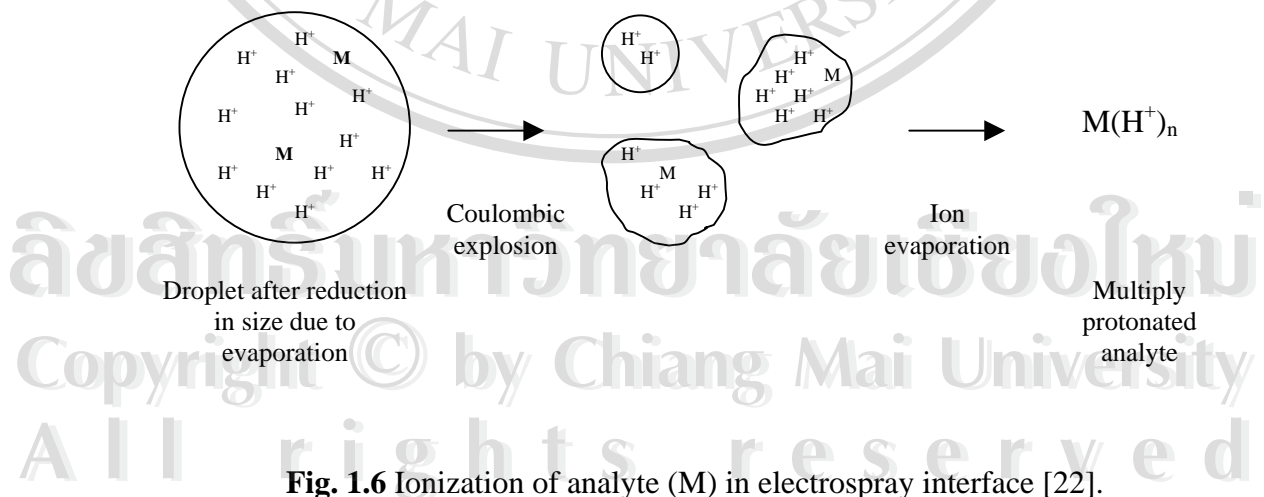 MAI UNIVERSI
H⁺
H⁺ M
H⁺
H⁺
H⁺
H⁺
H⁺
M
H⁺ H⁺ H⁺
H⁺
H⁺
H⁺
H⁺
H⁺
H⁺ M
H⁺ H⁺
H⁺ H⁺
H⁺
M
H⁺ H⁺
H⁺
M(H⁺)ₙ
Coulombic
explosion
Ion
evaporation
Droplet after reduction
in size due to
evaporation
Multiply
protonated
analyte
ลิขสิทธิ์มหาวิทยาลัยเชียงใหม่
Copyright © by Chiang Mai University
All rights reserved
Fig. 1.6 Ionization of analyte (M) in electrospray interface [22].